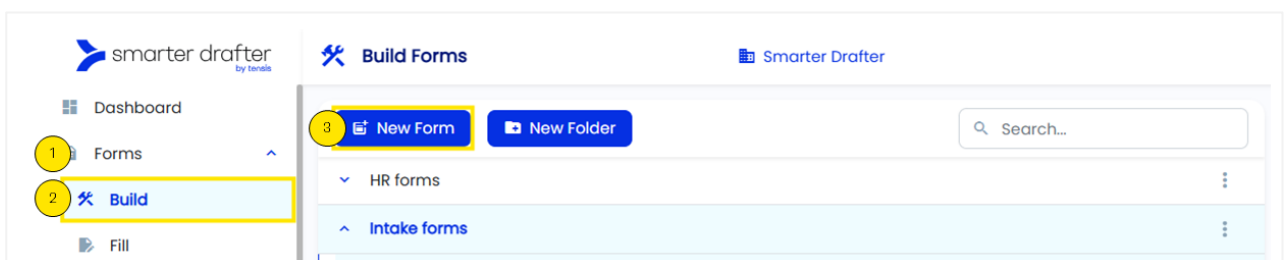 smarter drafter
by tensis
Build Forms
Smarter Drafter
Dashboard
3 New Form
New Folder
Search...
1 Forms
HR forms
2 Build
Intake forms
Fill